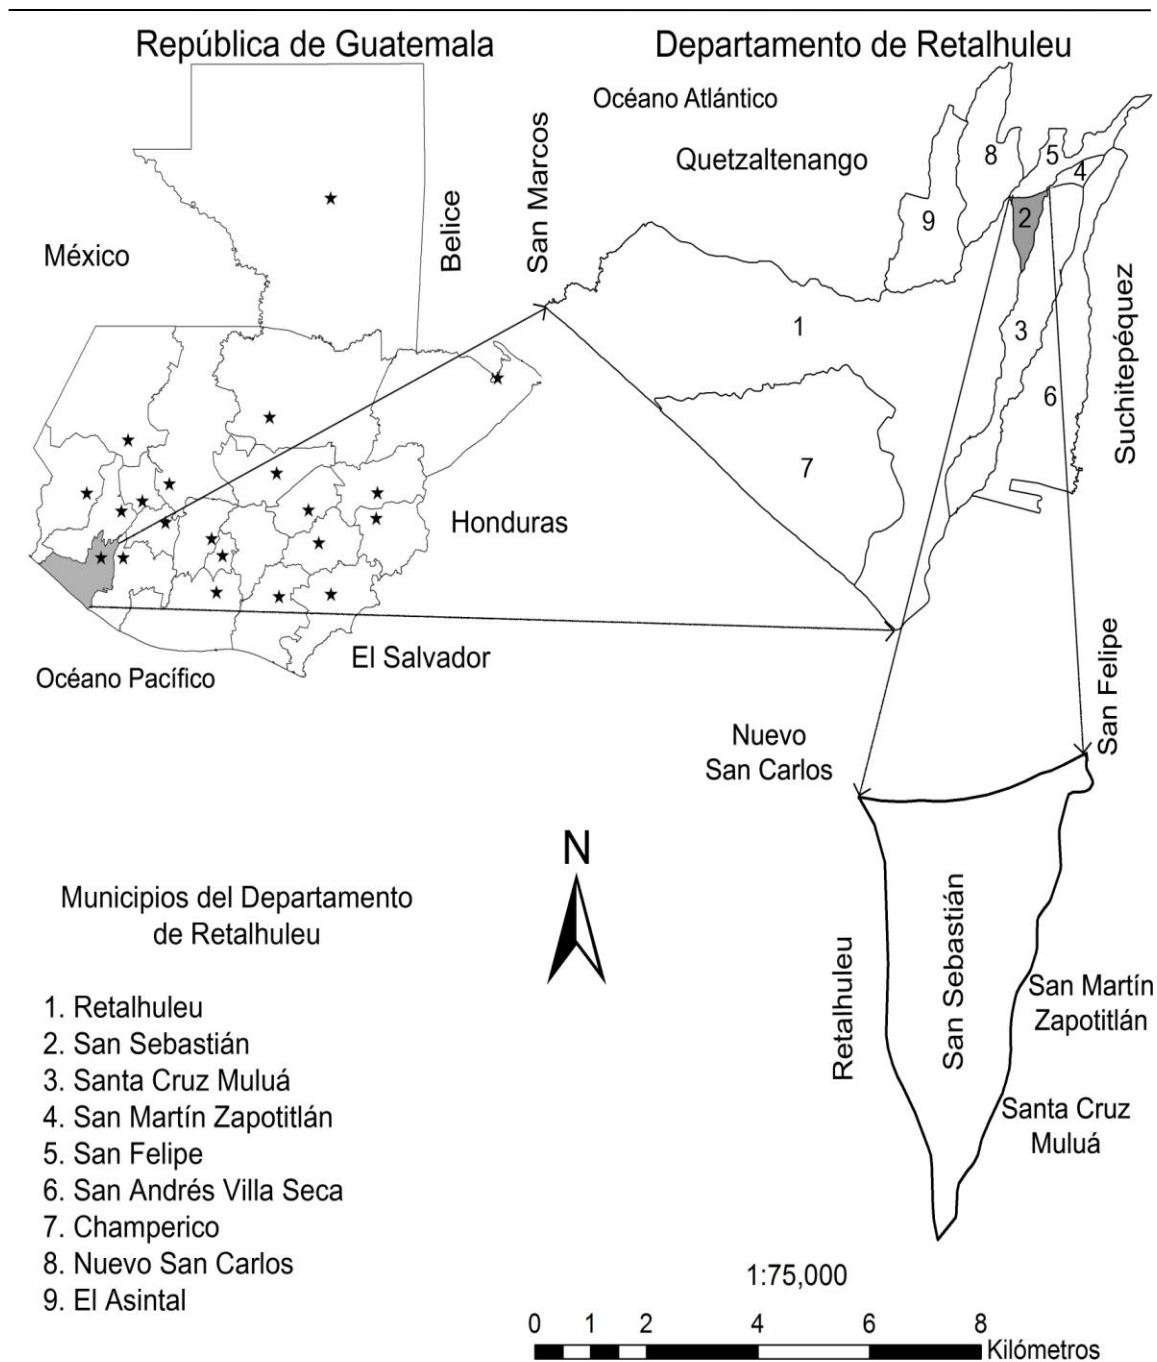 República de Guatemala
Departamento de Retalhuleu
Océano Atlántico
San Marcos
Quetzaltenango
Belice
México
8
5
4
9
2
1
3
Suchitepéquez
6
7
Honduras
El Salvador
Océano Pacífico
San Felipe
Nuevo
San Carlos
N
Municipios del Departamento
de Retalhuleu
Retalhuleu
San Sebastián
San Martín
Zapotitlán
Santa Cruz
Muluá
1. Retalhuleu
2. San Sebastián
3. Santa Cruz Muluá
4. San Martín Zapotitlán
5. San Felipe
6. San Andrés Villa Seca
7. Champerico
8. Nuevo San Carlos
9. El Asintal
1:75,000
0 1 2 4 6 8
Kilómetros